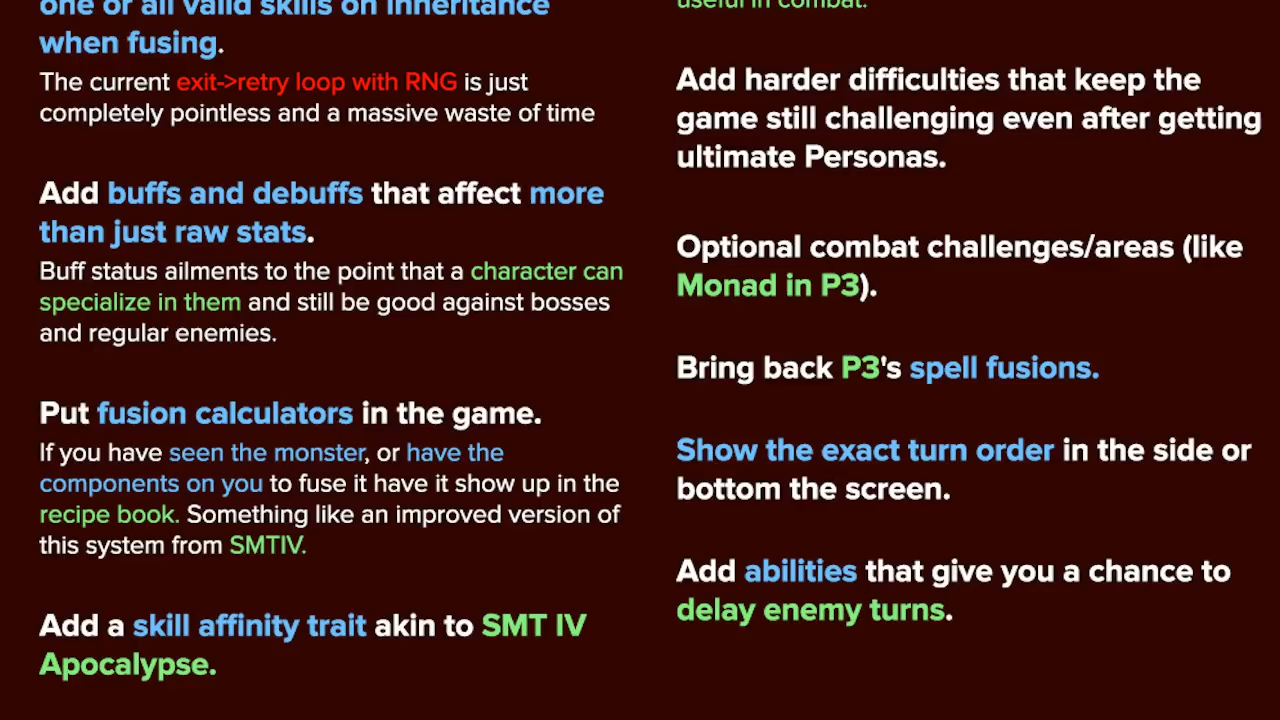 one or all valid skills on inheritance
when fusing.
The current exit->retry loop with RNG is just
completely pointless and a massive waste of time
Add buffs and debuffs that affect more
than just raw stats.
Buff status ailments to the point that a character can
specialize in them and still be good against bosses
and regular enemies.
Put fusion calculators in the game.
If you have seen the monster, or have the
components on you to fuse it have it show up in the
recipe book. Something like an improved version of
this system from SMTIV.
Add a skill affinity trait akin to SMT IV
Apocalypse.
useful in combat.
Add harder difficulties that keep the
game still challenging even after getting
ultimate Personas.
Optional combat challenges/areas (like
Monad in P3).
Bring back P3's spell fusions.
Show the exact turn order in the side or
bottom the screen.
Add abilities that give you a chance to
delay enemy turns.